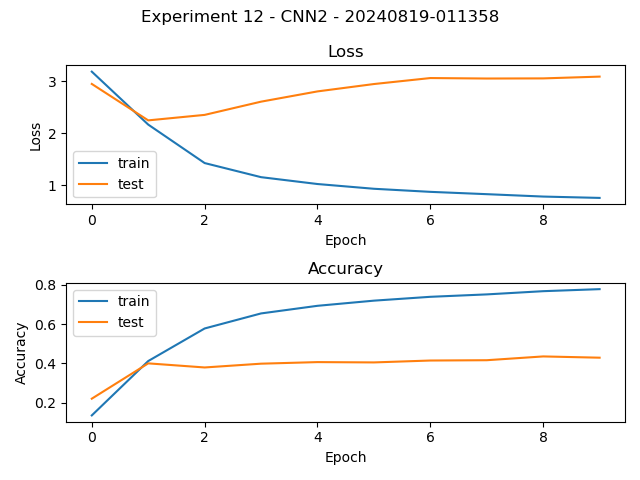 Experiment 12 - CNN2 - 20240819-011358
Loss
3
2
1
Loss
train
test
0 2 4 6 8
Epoch
Accuracy
0.8
0.6
0.4
0.2
Accuracy
train
test
0 2 4 6 8
Epoch